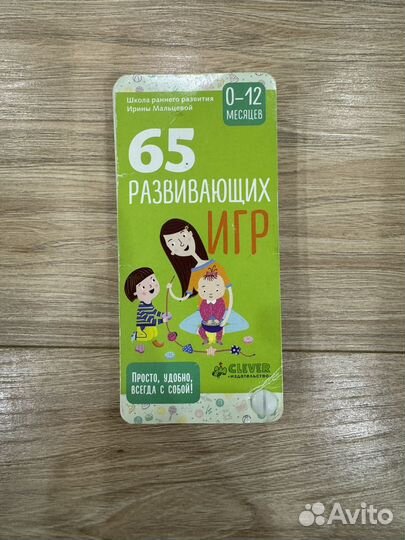 Школа раннего развития
Ирины Мальцевой
0–12
МЕСЯЦЕВ
65
РАЗВИВАЮЩИХ
ИГР
ПРОСТО, УДОБНО,
ВСЕГДА С СОБОЙ!
CLEVER
ИЗДАТЕЛЬСТВО
Avito